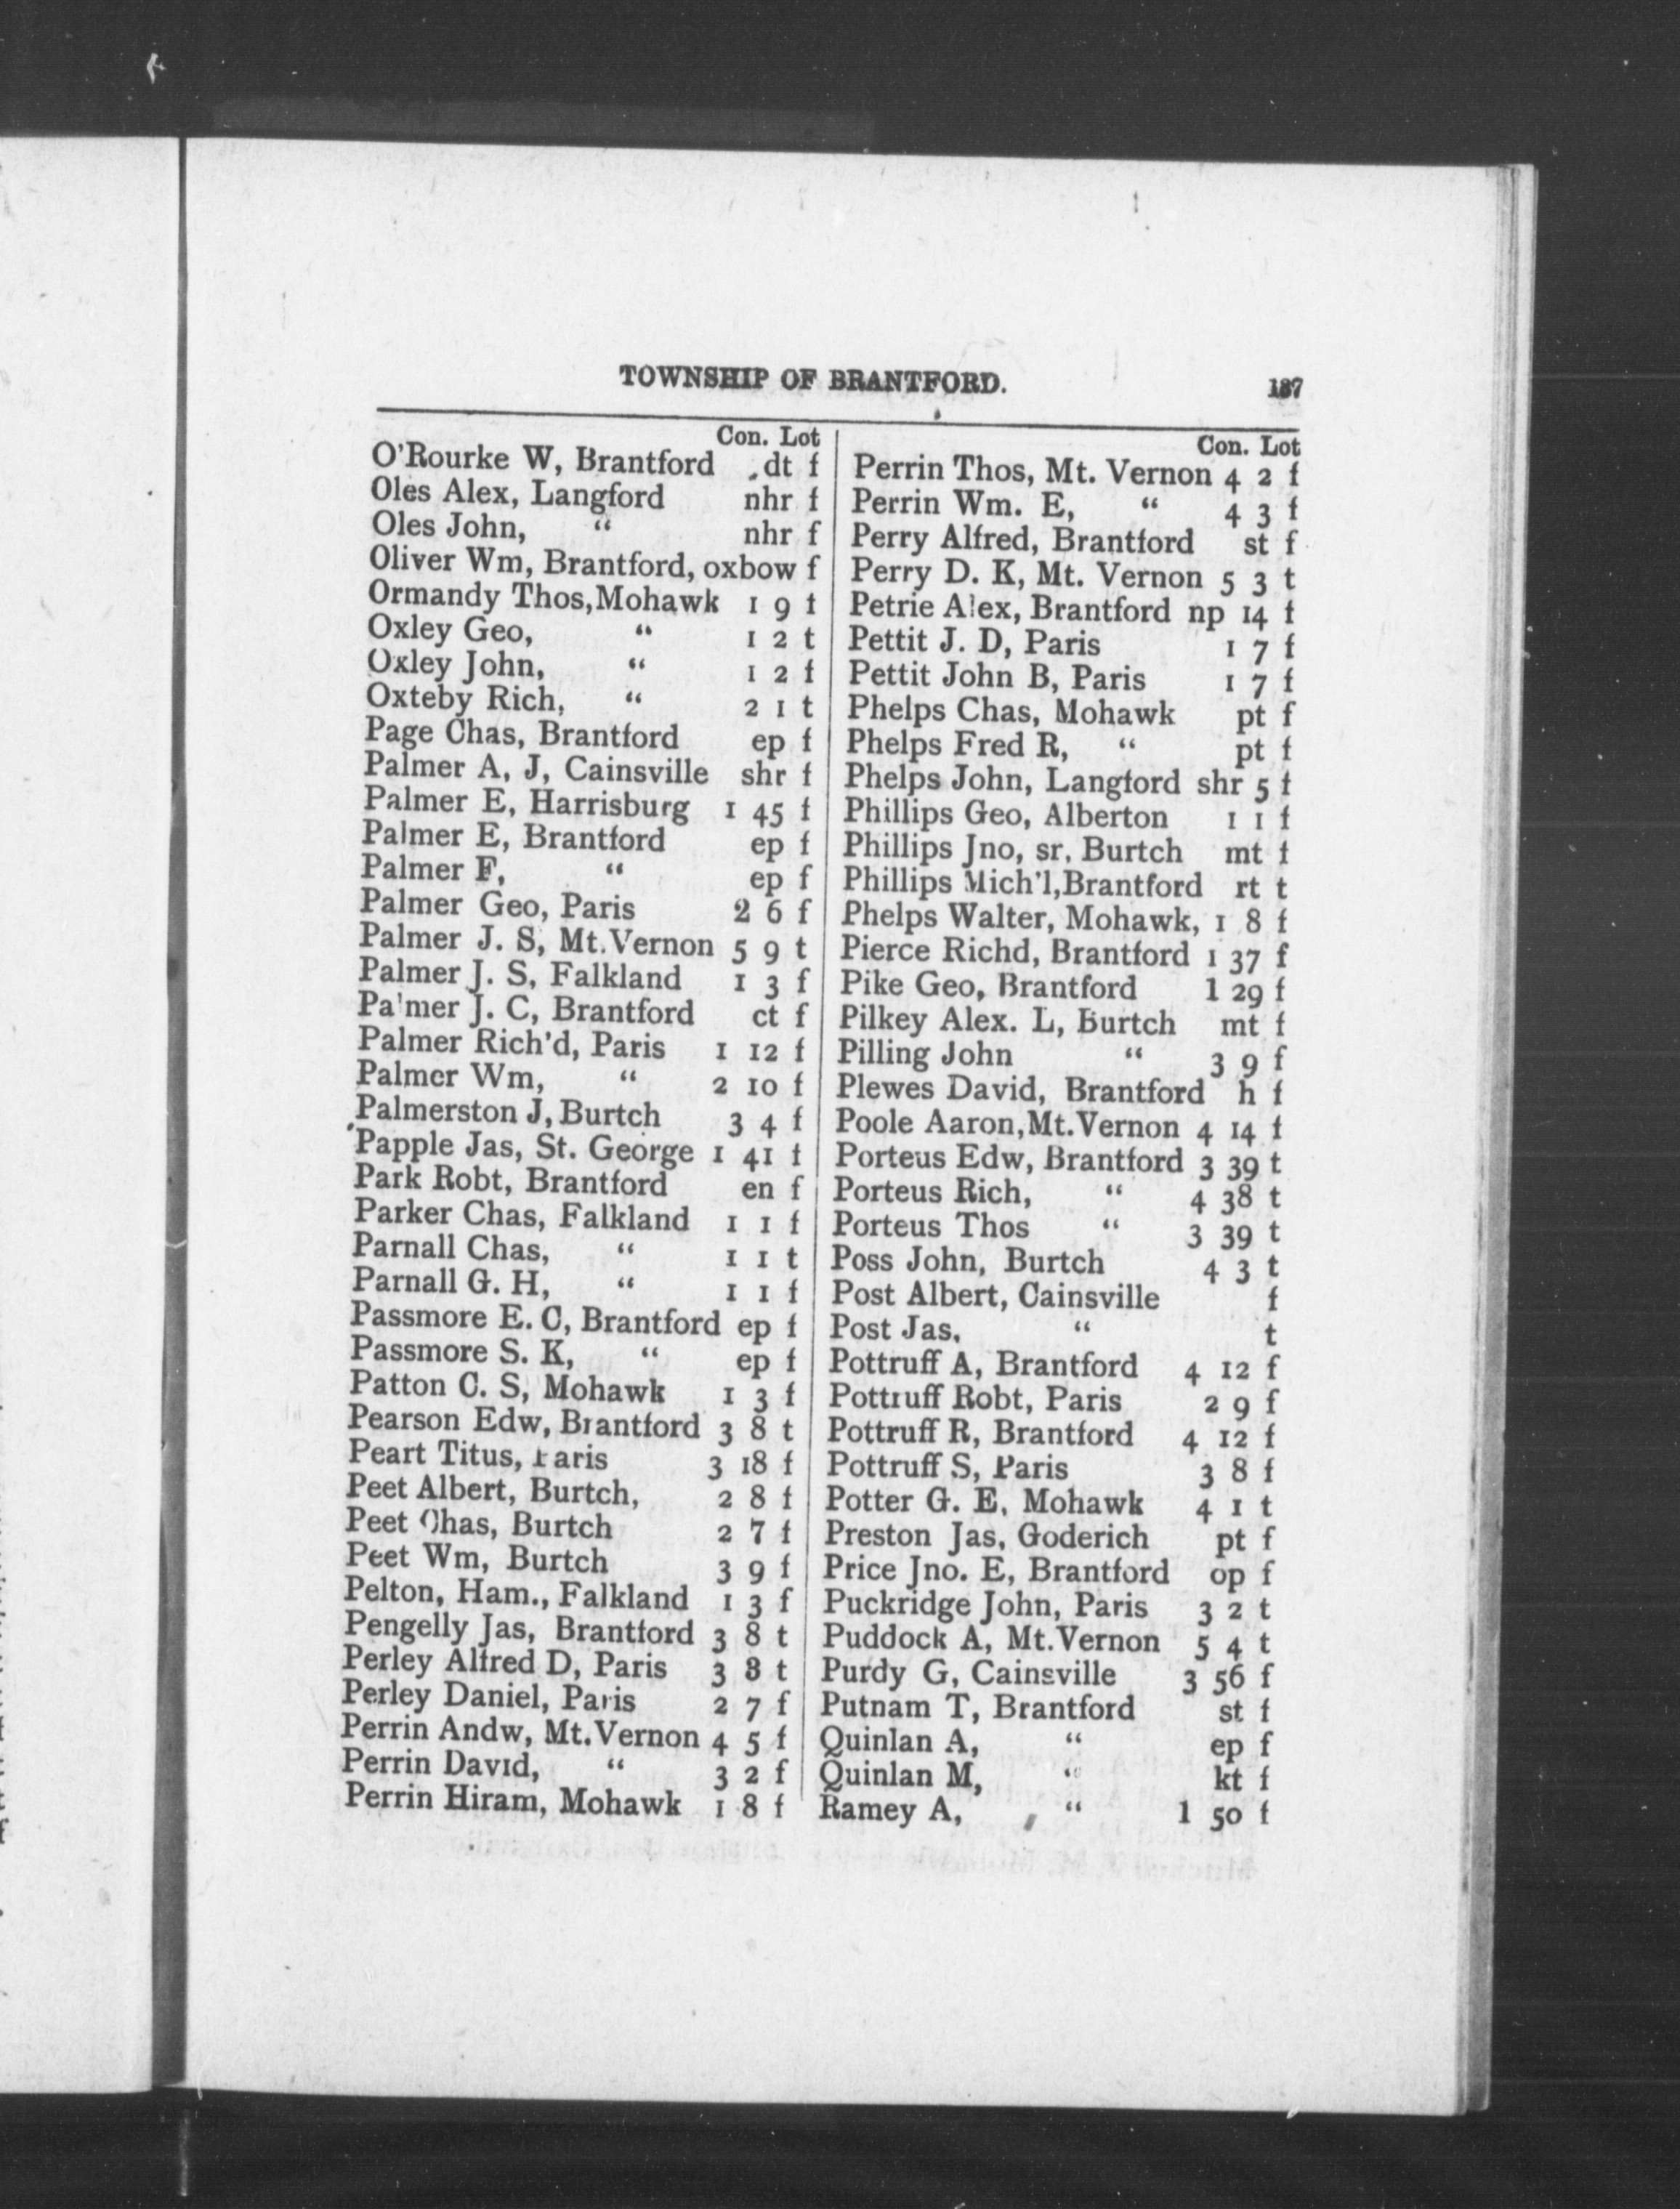 TOWNSHIP OF BRANTFORD. 137
Con. Lot
O'Rourke W, Brantford dt f
Oles Alex, Langford nhr f
Oles John, " nhr f
Oliver Wm, Brantford, oxbow f
Ormandy Thos,Mohawk 1 9 t
Oxley Geo, " 1 2 t
Oxley John, " 1 2 f
Oxteby Rich, " 2 1 t
Page Chas, Brantford ep f
Palmer A, J, Cainsville shr f
Palmer E, Harrisburg 1 45 f
Palmer E, Brantford ep f
Palmer F, " ep f
Palmer Geo, Paris 2 6 f
Palmer J. S, Mt.Vernon 5 9 t
Palmer J. S, Falkland 1 3 f
Palmer J. C, Brantford ct f
Palmer Rich'd, Paris 1 12 f
Palmer Wm, " 2 10 f
Palmerston J, Burtch 3 4 f
Papple Jas, St. George 1 41 f
Park Robt, Brantford en f
Parker Chas, Falkland 1 1 f
Parnall Chas, " 1 1 t
Parnall G. H, " 1 1 f
Passmore E. C, Brantford ep f
Passmore S. K, " ep f
Patton C. S, Mohawk 1 3 f
Pearson Edw, Brantford 3 8 t
Peart Titus, Paris 3 18 f
Peet Albert, Burtch, 2 8 f
Peet Chas, Burtch 2 7 f
Peet Wm, Burtch 3 9 f
Pelton, Ham., Falkland 1 3 f
Pengelly Jas, Brantford 3 8 t
Perley Alfred D, Paris 3 8 t
Perley Daniel, Paris 2 7 f
Perrin Andw, Mt.Vernon 4 5 f
Perrin David, " 3 2 f
Perrin Hiram, Mohawk 1 8 f
Con. Lot
Perrin Thos, Mt. Vernon 4 2 f
Perrin Wm. E, " 4 3 f
Perry Alfred, Brantford st f
Perry D. K, Mt. Vernon 5 3 t
Petrie Alex, Brantford np 14 f
Pettit J. D, Paris 1 7 f
Pettit John B, Paris 1 7 f
Phelps Chas, Mohawk pt f
Phelps Fred R, " pt f
Phelps John, Langford shr 5 f
Phillips Geo, Alberton 1 1 f
Phillips Jno, sr, Burtch mt f
Phillips Mich'l,Brantford rt t
Phelps Walter, Mohawk, 1 8 f
Pierce Richd, Brantford 1 37 f
Pike Geo, Brantford 1 29 f
Pilkey Alex. L, Burtch mt f
Pilling John " 3 9 f
Plewes David, Brantford h f
Poole Aaron,Mt.Vernon 4 14 f
Porteus Edw, Brantford 3 39 t
Porteus Rich, " 4 38 t
Porteus Thos " 3 39 t
Poss John, Burtch 4 3 t
Post Albert, Cainsville f
Post Jas, " t
Pottruff A, Brantford 4 12 f
Pottruff Robt, Paris 2 9 f
Pottruff R, Brantford 4 12 f
Pottruff S, Paris 3 8 f
Potter G. E, Mohawk 4 1 t
Preston Jas, Goderich pt f
Price Jno. E, Brantford op f
Puckridge John, Paris 3 2 t
Puddock A, Mt.Vernon 5 4 t
Purdy G, Cainsville 3 56 f
Putnam T, Brantford st f
Quinlan A, " ep f
Quinlan M, " kt f
Ramey A, " 1 50 f